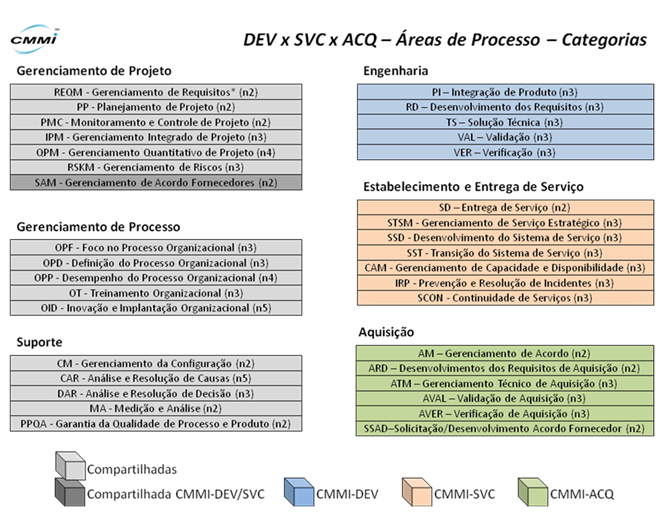 CMMi
DEV x SVC x ACQ – Áreas de Processo – Categorias
Gerenciamento de Projeto
REQM - Gerenciamento de Requisitos* (n2)
PP - Planejamento de Projeto (n2)
PMC - Monitoramento e Controle de Projeto (n2)
IPM - Gerenciamento Integrado de Projeto (n3)
QPM - Gerenciamento Quantitativo de Projeto (n4)
RSKM - Gerenciamento de Riscos (n3)
SAM - Gerenciamento de Acordo Fornecedores (n2)
Gerenciamento de Processo
OPF - Foco no Processo Organizacional (n3)
OPD - Definição do Processo Organizacional (n3)
OPP - Desempenho do Processo Organizacional (n4)
OT - Treinamento Organizacional (n3)
OID - Inovação e Implantação Organizacional (n5)
Suporte
CM - Gerenciamento da Configuração (n2)
CAR - Análise e Resolução de Causas (n5)
DAR - Análise e Resolução de Decisão (n3)
MA - Medição e Análise (n2)
PPQA - Garantia da Qualidade de Processo e Produto (n2)
Engenharia
PI – Integração de Produto (n3)
RD – Desenvolvimento dos Requisitos (n3)
TS – Solução Técnica (n3)
VAL – Validação (n3)
VER – Verificação (n3)
Estabelecimento e Entrega de Serviço
SD – Entrega de Serviço (n2)
STSM - Gerenciamento de Serviço Estratégico (n3)
SSD - Desenvolvimento do Sistema de Serviço (n3)
SST - Transição do Sistema de Serviço (n3)
CAM - Gerenciamento de Capacidade e Disponibilidade (n3)
IRP - Prevenção e Resolução de Incidentes (n3)
SCON - Continuidade de Serviços (n3)
Aquisição
AM – Gerenciamento de Acordo (n2)
ARD – Desenvolvimentos dos Requisitos de Aquisição (n2)
ATM – Gerenciamento Técnico de Aquisição (n3)
AVAL – Validação de Aquisição (n3)
AVER – Verificação de Aquisição (n3)
SSAD–Solicitação/Desenvolvimento Acordo Fornecedor (n2)
Compartilhadas
Compartilhada CMMI-DEV/SVC
CMMI-DEV
CMMI-SVC
CMMI-ACQ